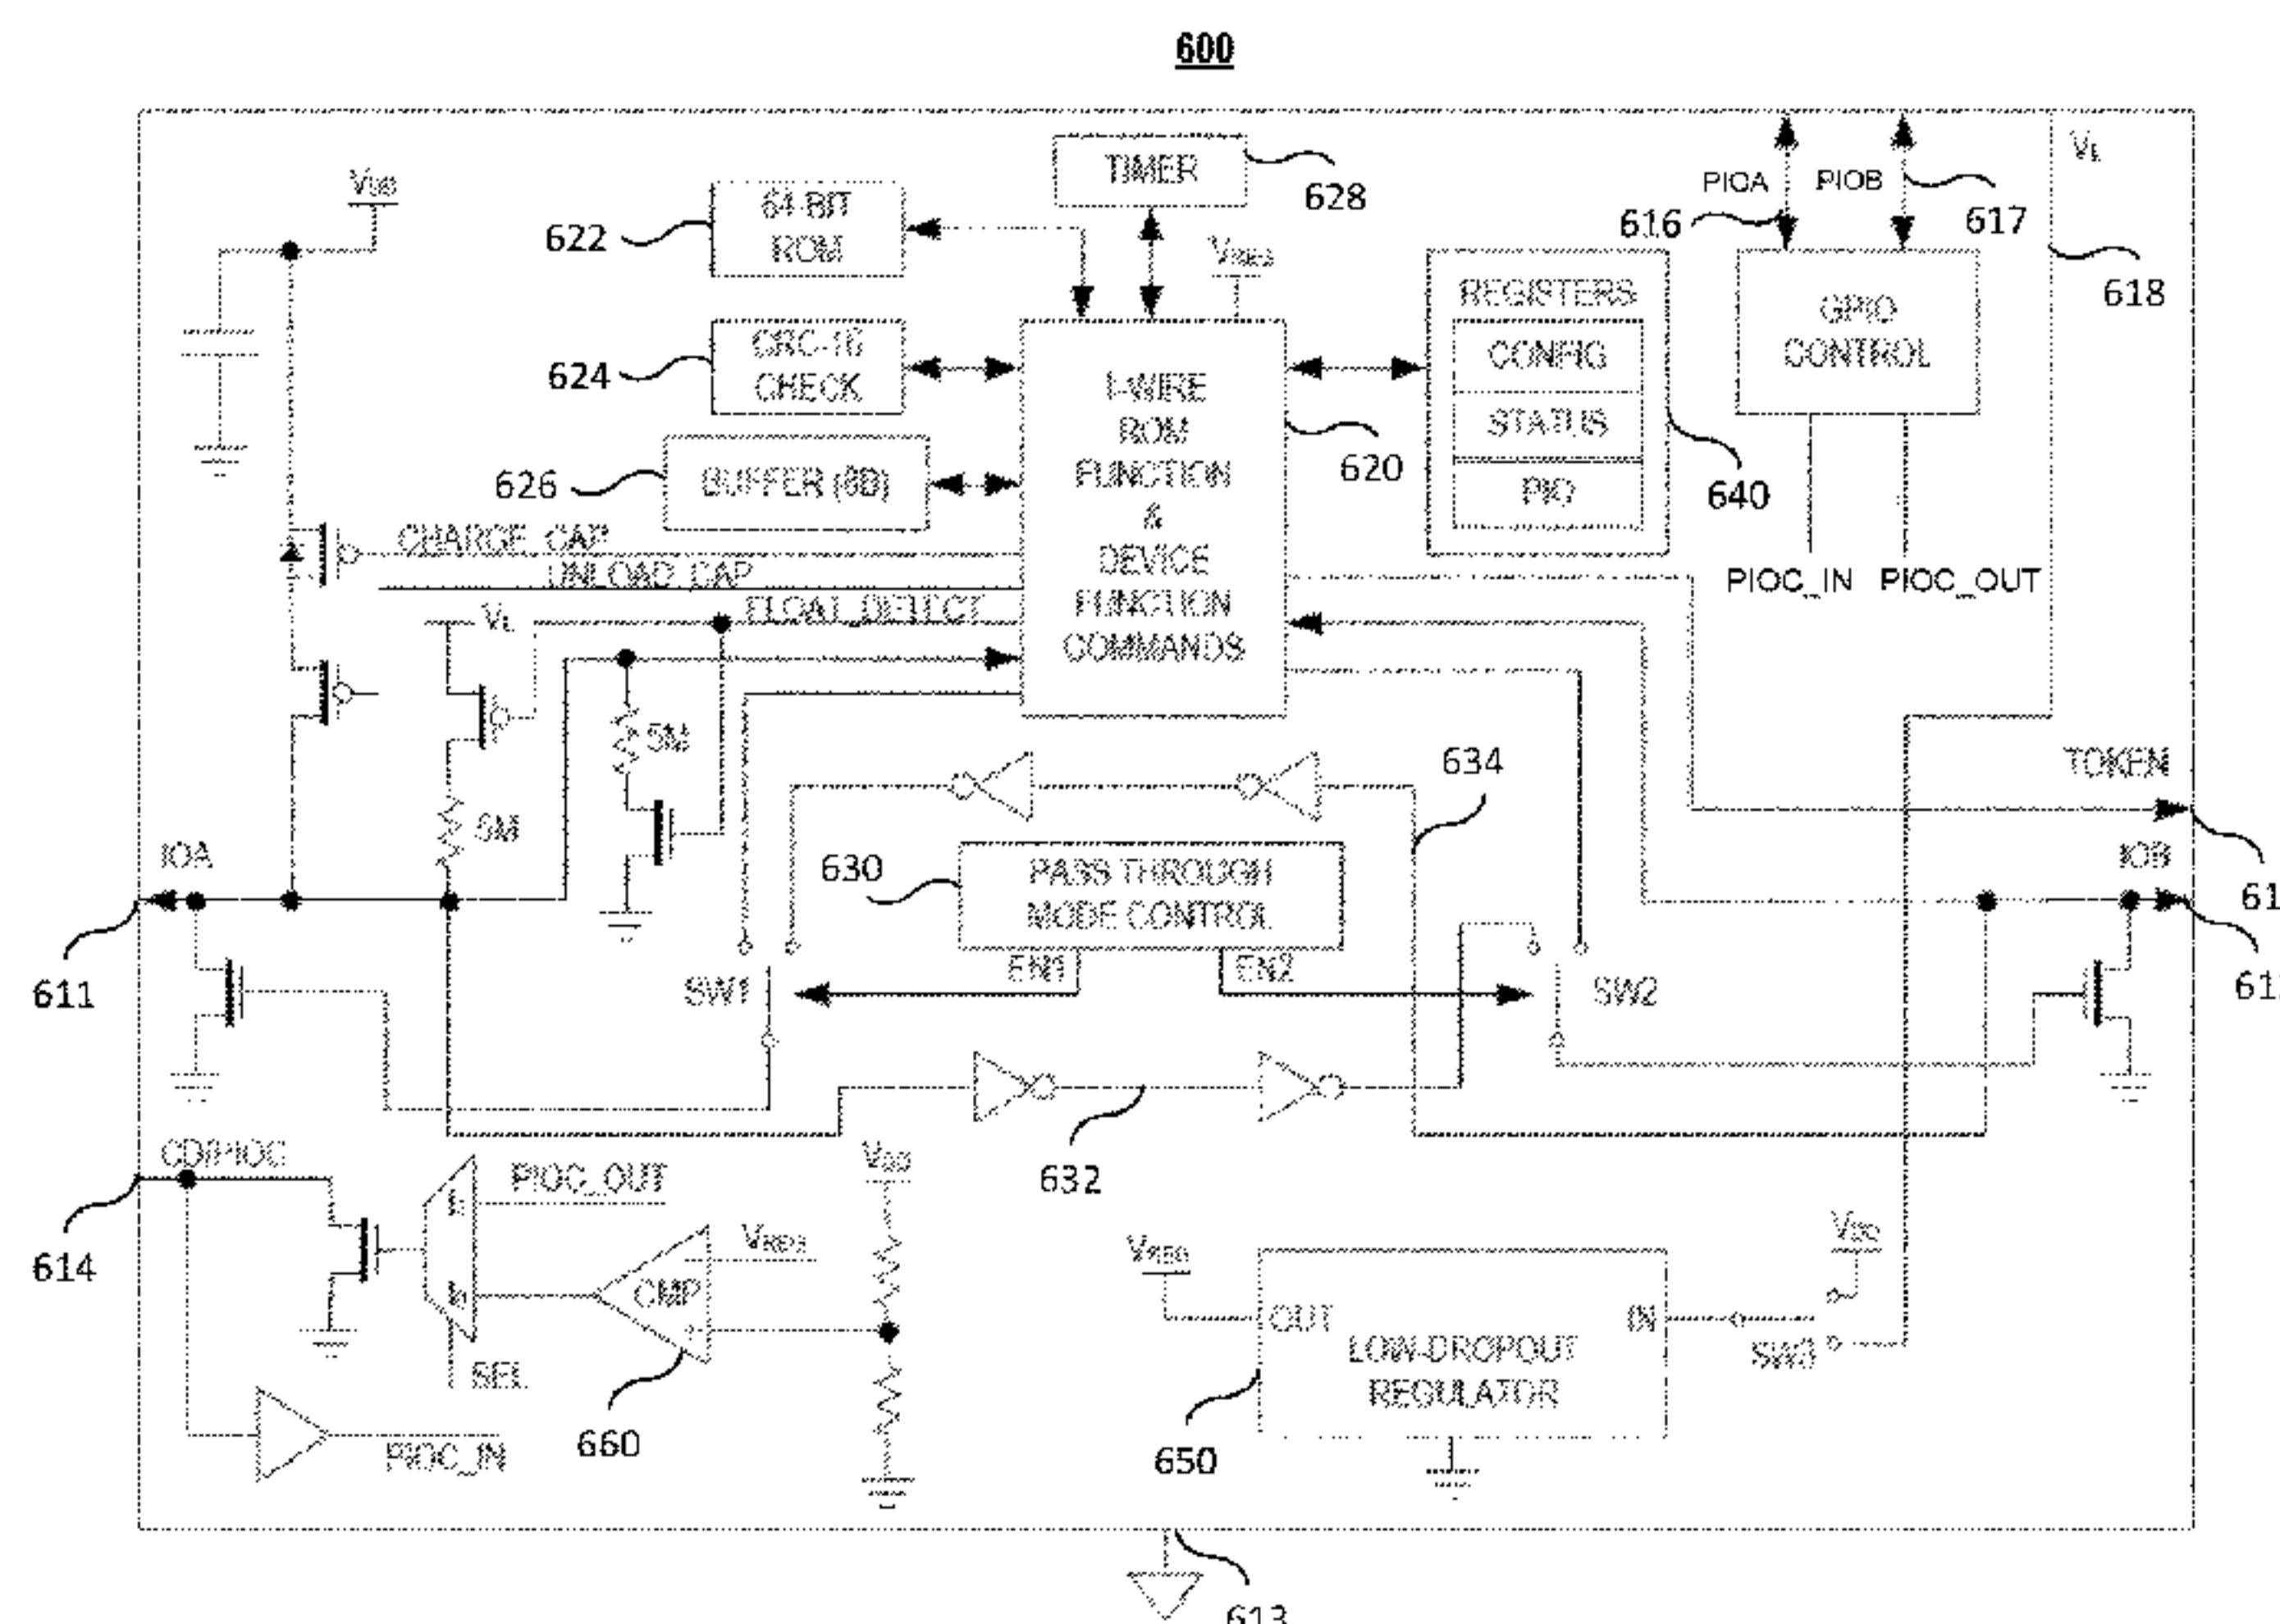 600
TIMER
628
64-BIT
ROM
622
VDD
PIOA
PIOB
616
617
VL
618
CRC-16
CHECK
624
BUFFER (8B)
626
1-WIRE
ROM
FUNCTION
&
DEVICE
FUNCTION
COMMANDS
620
REGISTERS
CONFIG
STATUS
PIO
640
GPIO
CONTROL
PIOC_IN
PIOC_OUT
CHARGE_CAP
UNLOAD_CAP
FLOAT_DETECT
VL
5M
5M
634
TOKEN
IOA
611
630
PASS THROUGH
MODE CONTROL
EN1
EN2
SW1
SW2
IOB
632
CD/PIOC
614
PIOC_OUT
CMP
VDD
SEL
660
PIOC_IN
OUT
IN
LOW-DROPOUT
REGULATOR
650
VDD
SW3
613